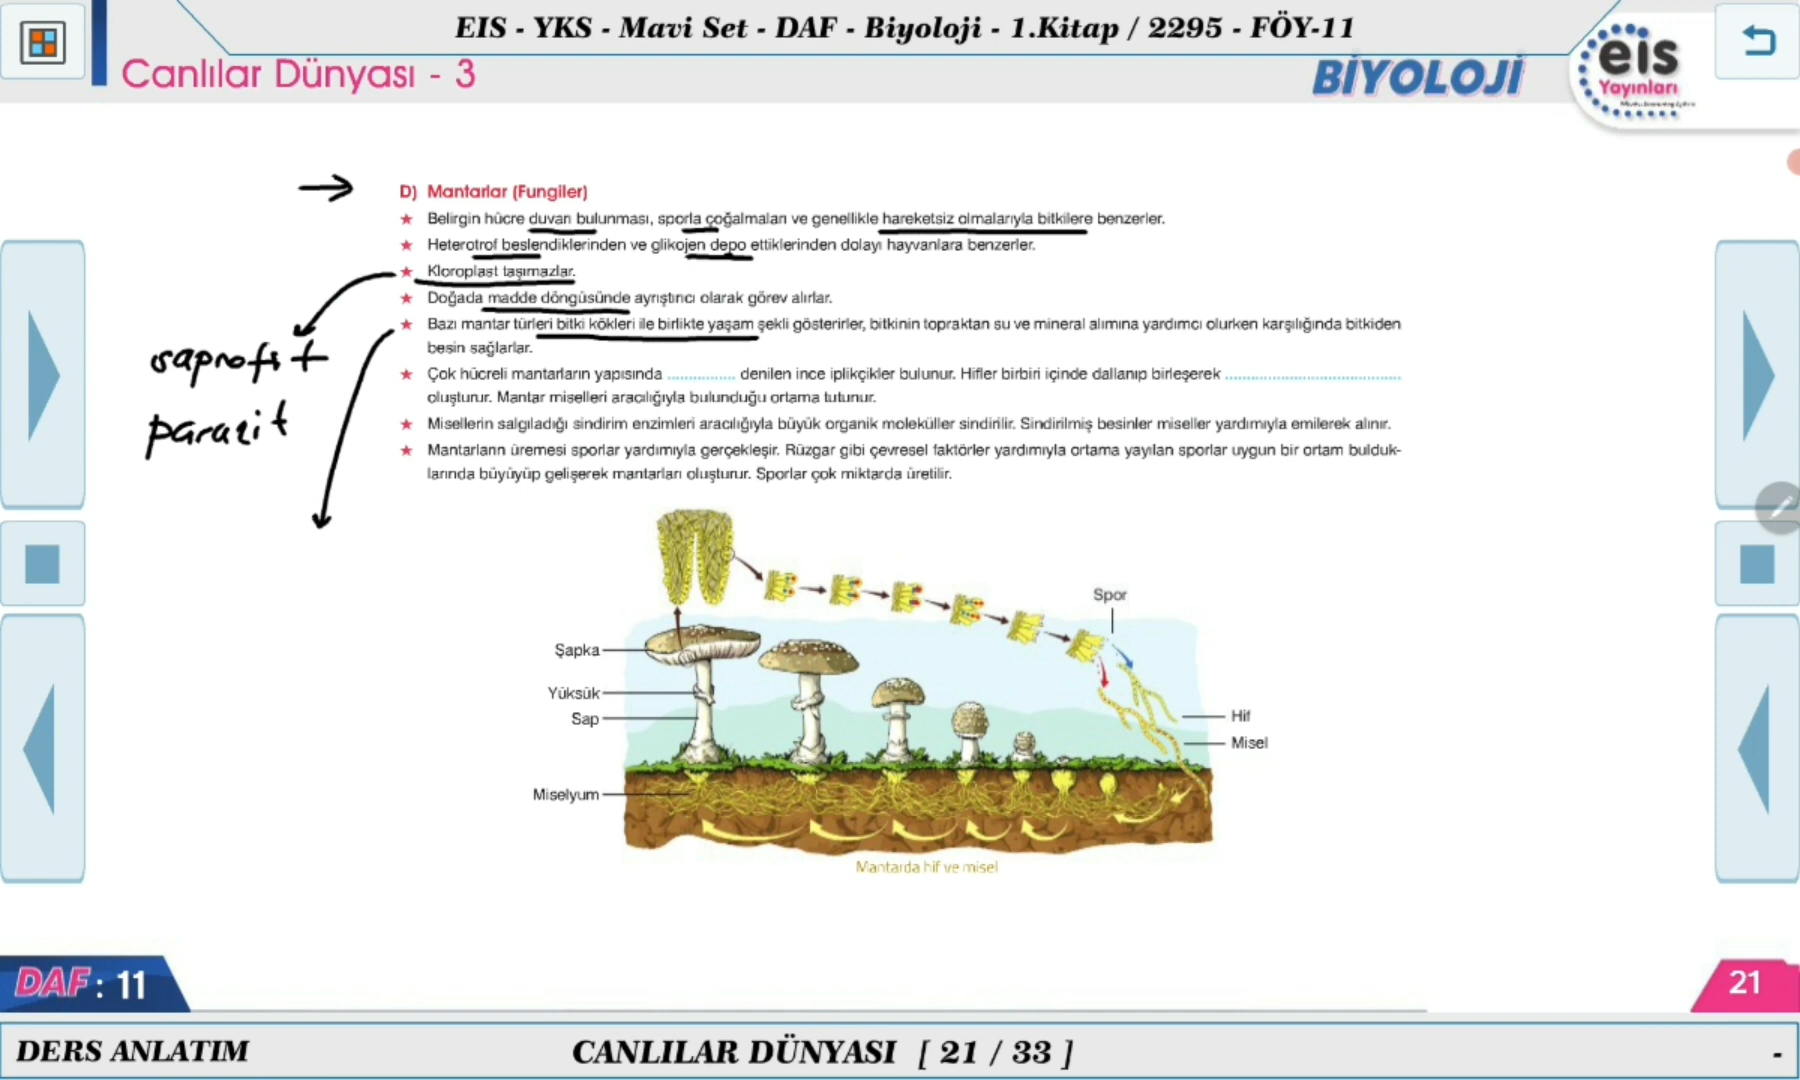 EIS - YKS - Mavi Set - DAF - Biyoloji - 1.Kitap / 2295 - FÖY-11
Canlılar Dünyası - 3
BİYOLOJİ
eis
Yayınları
D) Mantarlar (Fungiler)
★ Belirgin hücre duvarı bulunması, sporla çoğalmaları ve genellikle hareketsiz olmalarıyla bitkilere benzerler.
★ Heterotrof beslendiklerinden ve glikojen depo ettiklerinden dolayı hayvanlara benzerler.
★ Kloroplast taşımazlar.
★ Doğada madde döngüsünde ayrıştırıcı olarak görev alırlar.
★ Bazı mantar türleri bitki kökleri ile birlikte yaşam şekli gösterirler, bitkinin topraktan su ve mineral alımına yardımcı olurken karşılığında bitkiden
besin sağlarlar.
★ Çok hücreli mantarların yapısında .............. denilen ince iplikçikler bulunur. Hifler birbiri içinde dallanıp birleşerek ....................................
oluşturur. Mantar miselleri aracılığıyla bulunduğu ortama tutunur.
★ Misellerin salgıladığı sindirim enzimleri aracılığıyla büyük organik moleküller sindirilir. Sindirilmiş besinler miseller yardımıyla emilerek alınır.
★ Mantarların üremesi sporlar yardımıyla gerçekleşir. Rüzgar gibi çevresel faktörler yardımıyla ortama yayılan sporlar uygun bir ortam bulduk-
larında büyüyüp gelişerek mantarları oluşturur. Sporlar çok miktarda üretilir.
saprofit
parazit
Spor
Şapka
Yüksük
Sap
Hif
Misel
Miselyum
Mantarda hif ve misel
DAF : 11
21
DERS ANLATIM
CANLILAR DÜNYASI [ 21 / 33 ]
-